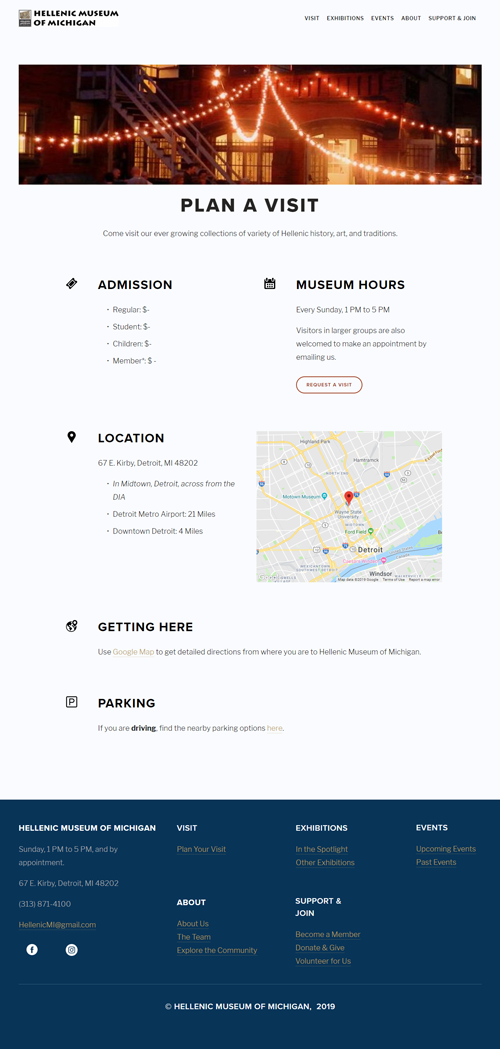 HELLENIC MUSEUM
OF MICHIGAN
VISIT EXHIBITIONS EVENTS ABOUT SUPPORT & JOIN
PLAN A VISIT
Come visit our ever growing collections of variety of Hellenic history, art, and traditions.
ADMISSION
• Regular: $-
• Student: $-
• Children: $-
• Member*: $ -
MUSEUM HOURS
Every Sunday, 1 PM to 5 PM
Visitors in larger groups are also
welcomed to make an appointment by
emailing us.
REQUEST A VISIT
LOCATION
67 E. Kirby, Detroit, MI 48202
• In Midtown, Detroit, across from the
DIA
• Detroit Metro Airport: 21 Miles
• Downtown Detroit: 4 Miles
Highland Park
Hamtramck
Motown Museum
Wayne State
University
Ford Field
Detroit
Windsor
Map data ©2019 Google Terms of Use Report a map error
GETTING HERE
Use Google Map to get detailed directions from where you are to Hellenic Museum of Michigan.
PARKING
If you are driving, find the nearby parking options here.
HELLENIC MUSEUM OF MICHIGAN
Sunday, 1 PM to 5 PM, and by
appointment.
67 E. Kirby, Detroit, MI 48202
(313) 871-4100
HellenicMI@gmail.com
VISIT
Plan Your Visit
ABOUT
About Us
The Team
Explore the Community
EXHIBITIONS
In the Spotlight
Other Exhibitions
SUPPORT &
JOIN
Become a Member
Donate & Give
Volunteer for Us
EVENTS
Upcoming Events
Past Events
© HELLENIC MUSEUM OF MICHIGAN, 2019